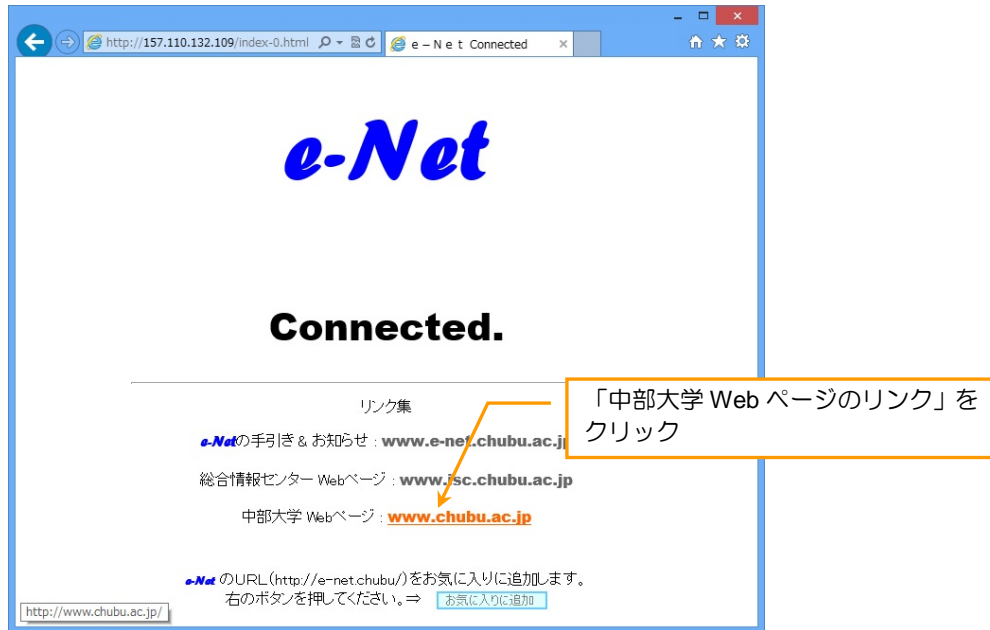 http://157.110.132.109/index-0.html
e－Ｎｅｔ Connected
e-Net
Connected.
リンク集
「中部大学 Web ページのリンク」を
クリック
e-Netの手引き & お知らせ : www.e-net.chubu.ac.jp
総合情報センター Webページ : www.isc.chubu.ac.jp
中部大学 Webページ : www.chubu.ac.jp
e-Net のURL(http://e-net.chubu/)をお気に入りに追加します。
右のボタンを押してください。⇒ お気に入りに追加
http://www.chubu.ac.jp/